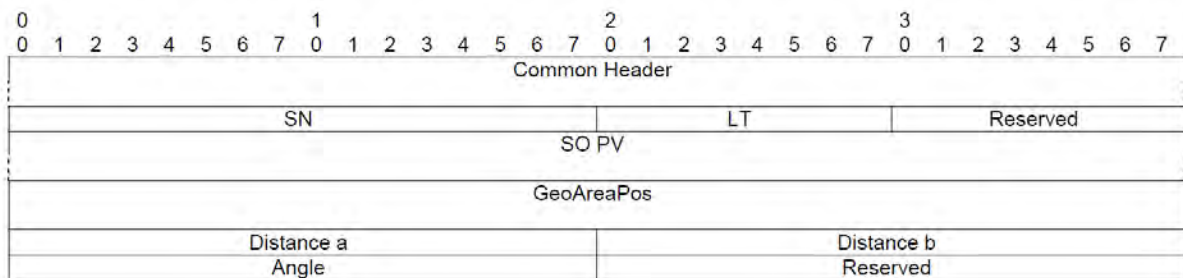 0 1 2 3
0 1 2 3 4 5 6 7 0 1 2 3 4 5 6 7 0 1 2 3 4 5 6 7 0 1 2 3 4 5 6 7
Common Header
SN LT Reserved
SO PV
GeoAreaPos
Distance a Distance b
Angle Reserved